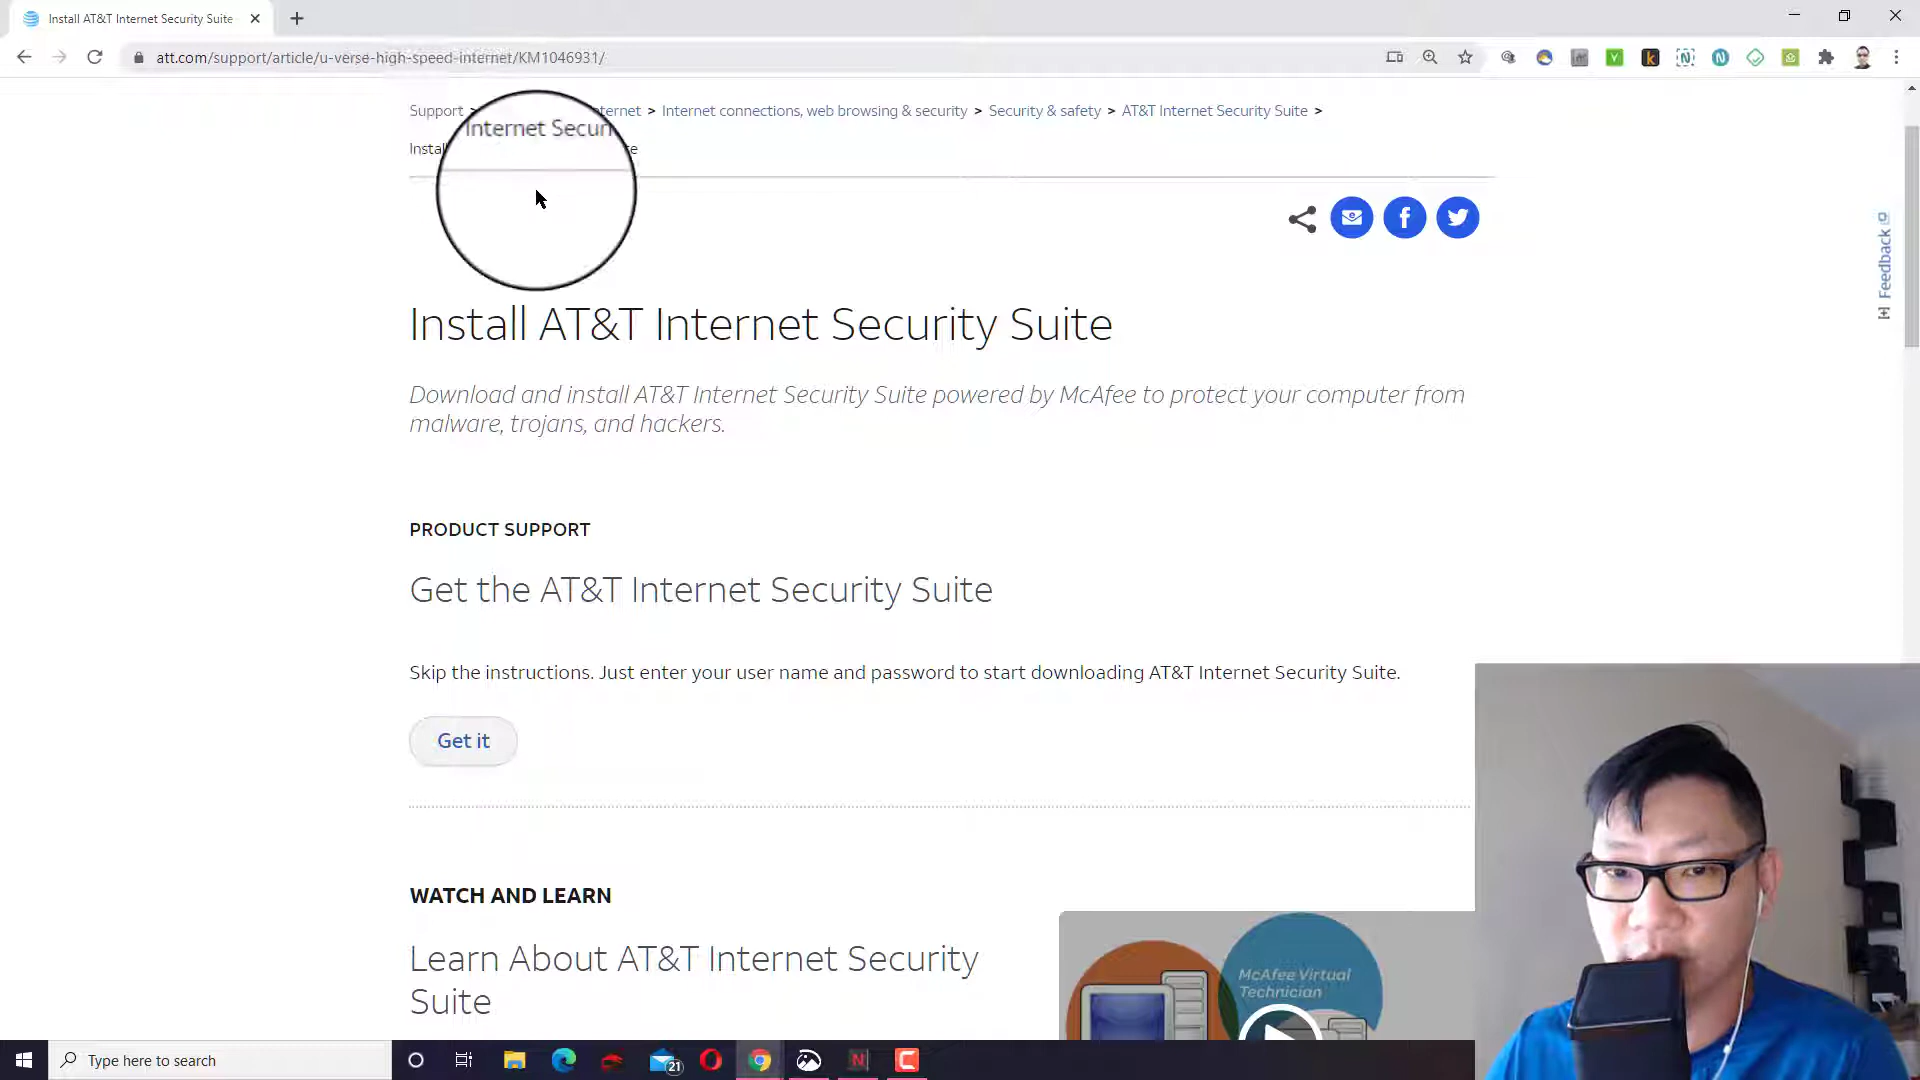 Install AT&T Internet Security Suite
att.com/support/article/u-verse-high-speed-internet/KM1046931/
Support > nternet > Internet connections, web browsing & security > Security & safety > AT&T Internet Security Suite >
Internet Securi
Instal te
Install AT&T Internet Security Suite
Download and install AT&T Internet Security Suite powered by McAfee to protect your computer from
malware, trojans, and hackers.
[+] Feedback
PRODUCT SUPPORT
Get the AT&T Internet Security Suite
Skip the instructions. Just enter your user name and password to start downloading AT&T Internet Security Suite.
Get it
WATCH AND LEARN
Learn About AT&T Internet Security
Suite
McAfee Virtual
Technician
Type here to search
21